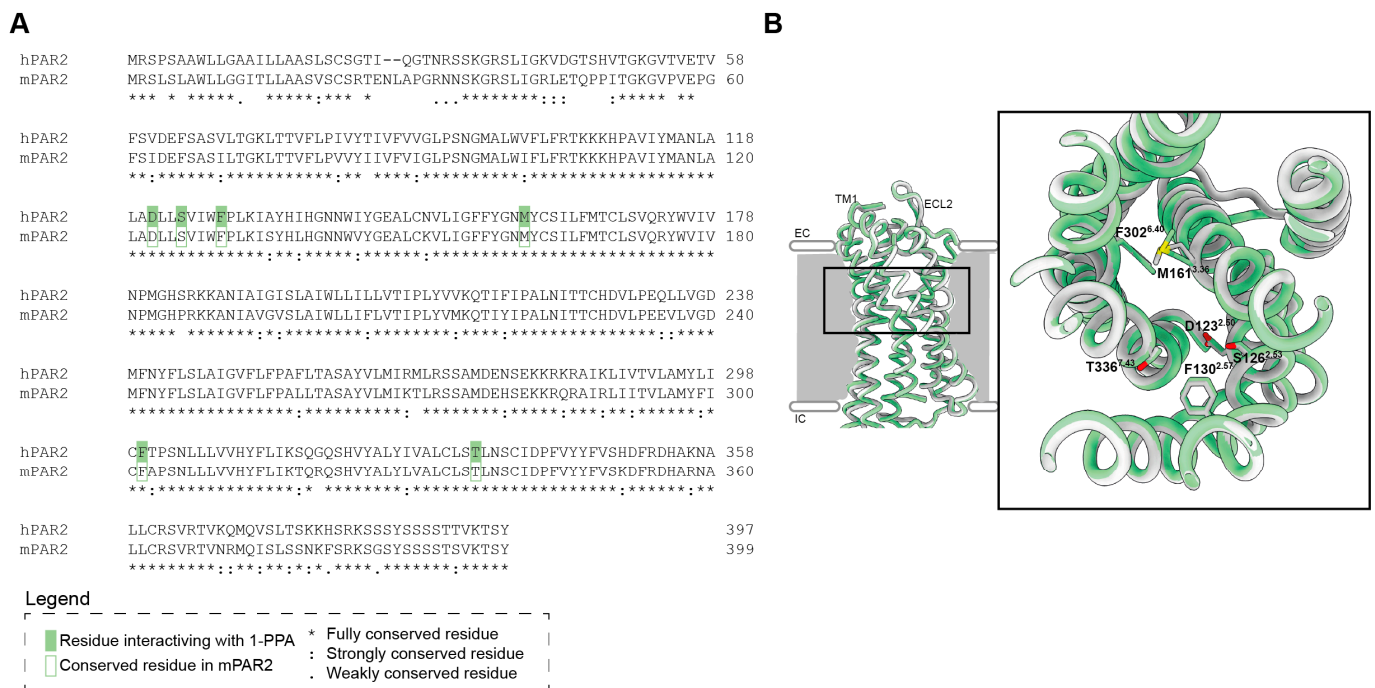 A
hPAR2 MRSPSAAWLLGAAILLAASLSCSGTI--QGTNRSSKGRSLIGKVDGTSHVTGKGVTVETV 58
mPAR2 MRSLSLAWLLGGITLLAASVSCSRTENLAPGRNNSKGRSLIGRLETQPPITGKGVPVEPG 60
*** * *****. *****:*** * ...********::: :***** **
hPAR2 FSVDEFSASVLTGKLTTVFLPIVYTIVFVVGLPSNGMALWVFLFRTKKKHPAVIYMANLA 118
mPAR2 FSIDEFSASILTGKLTTVFLPVVYIIVFVIGLPSNGMALWIFLFRTKKKHPAVIYMANLA 120
**:******:***********:** ****:**********:*******************
hPAR2 LADLLSVIWFPLKIAYHIHGNNWIYGEALCNVLIGFFYGNMYCSILFMTCLSVQRYWVIV 178
mPAR2 LADLLSVIWFPLKISYHLHGNNWVYGEALCKVLIGFFYGNMYCSILFMTCLSVQRYWVIV 180
**************:**:*****:******:*****************************
hPAR2 NPMGHSRKKANIAIGISLAIWLLILLVTIPLYVVKQTIFIPALNITTCHDVLPEQLLVGD 238
mPAR2 NPMGHPRKKANIAVGVSLAIWLLIFLVTIPLYVMKQTIYIPALNITTCHDVLPEEVLVGD 240
***** *******:*:********:********:****:***************::****
hPAR2 MFNYFLSLAIGVFLFPAFLTASAYVLMIRMLRSSAMDENSEKKRKRAIKLIVTVLAMYLI 298
mPAR2 MFNYFLSLAIGVFLFPALLTASAYVLMIKTLRSSAMDEHSEKKRQRAIRLIITVLAMYFI 300
*****************:**********: ********:*****:***:**:******:*
hPAR2 CFTPSNLLLVVHYFLIKSQGQSHVYALYIVALCLSTLNSCIDPFVYYFVSHDFRDHAKNA 358
mPAR2 CFAPSNLLLVVHYFLIKTQRQSHVYALYLVALCLSTLNSCIDPFVYYFVSKDFRDHARNA 360
**:**************:* ********:*********************:******:**
hPAR2 LLCRSVRTVKQMQVSLTSKKHSRKSSSYSSSSTTVKTSY 397
mPAR2 LLCRSVRTVNRMQISLSSNKFSRKSGSYSSSSTSVKTSY 399
*********::**:**:*:*.****.*******:*****
Legend
Residue interactiving with 1-PPA
Conserved residue in mPAR2
* Fully conserved residue
: Strongly conserved residue
. Weakly conserved residue
B
TM1
ECL2
EC
IC
F302^6.40
M161^3.36
D123^2.50
S126^2.53
T336^7.43
F130^2.57